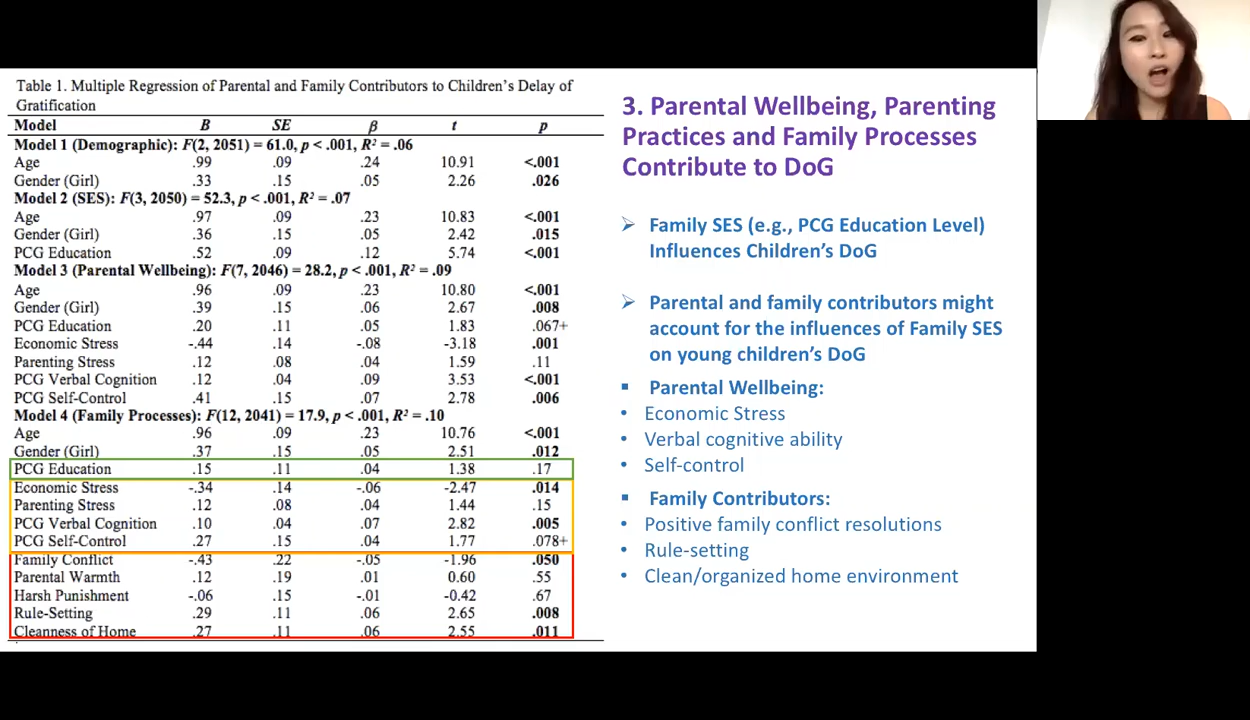 Table 1. Multiple Regression of Parental and Family Contributors to Children's Delay of
Gratification
Model B SE β t p
Model 1 (Demographic): F(2, 2051) = 61.0, p < .001, R² = .06
Age .99 .09 .24 10.91 <.001
Gender (Girl) .33 .15 .05 2.26 .026
Model 2 (SES): F(3, 2050) = 52.3, p < .001, R² = .07
Age .97 .09 .23 10.83 <.001
Gender (Girl) .36 .15 .05 2.42 .015
PCG Education .52 .09 .12 5.74 <.001
Model 3 (Parental Wellbeing): F(7, 2046) = 28.2, p < .001, R² = .09
Age .96 .09 .23 10.80 <.001
Gender (Girl) .39 .15 .06 2.67 .008
PCG Education .20 .11 .05 1.83 .067+
Economic Stress -.44 .14 -.08 -3.18 .001
Parenting Stress .12 .08 .04 1.59 .11
PCG Verbal Cognition .12 .04 .09 3.53 <.001
PCG Self-Control .41 .15 .07 2.78 .006
Model 4 (Family Processes): F(12, 2041) = 17.9, p < .001, R² = .10
Age .96 .09 .23 10.76 <.001
Gender (Girl) .37 .15 .05 2.51 .012
PCG Education .15 .11 .04 1.38 .17
Economic Stress -.34 .14 -.06 -2.47 .014
Parenting Stress .12 .08 .04 1.44 .15
PCG Verbal Cognition .10 .04 .07 2.82 .005
PCG Self-Control .27 .15 .04 1.77 .078+
Family Conflict -.43 .22 -.05 -1.96 .050
Parental Warmth .12 .19 .01 0.60 .55
Harsh Punishment -.06 .15 -.01 -0.42 .67
Rule-Setting .29 .11 .06 2.65 .008
Cleanness of Home .27 .11 .06 2.55 .011
3. Parental Wellbeing, Parenting
Practices and Family Processes
Contribute to DoG
➢ Family SES (e.g., PCG Education Level)
Influences Children's DoG
➢ Parental and family contributors might
account for the influences of Family SES
on young children's DoG
▪ Parental Wellbeing:
• Economic Stress
• Verbal cognitive ability
• Self-control
▪ Family Contributors:
• Positive family conflict resolutions
• Rule-setting
• Clean/organized home environment